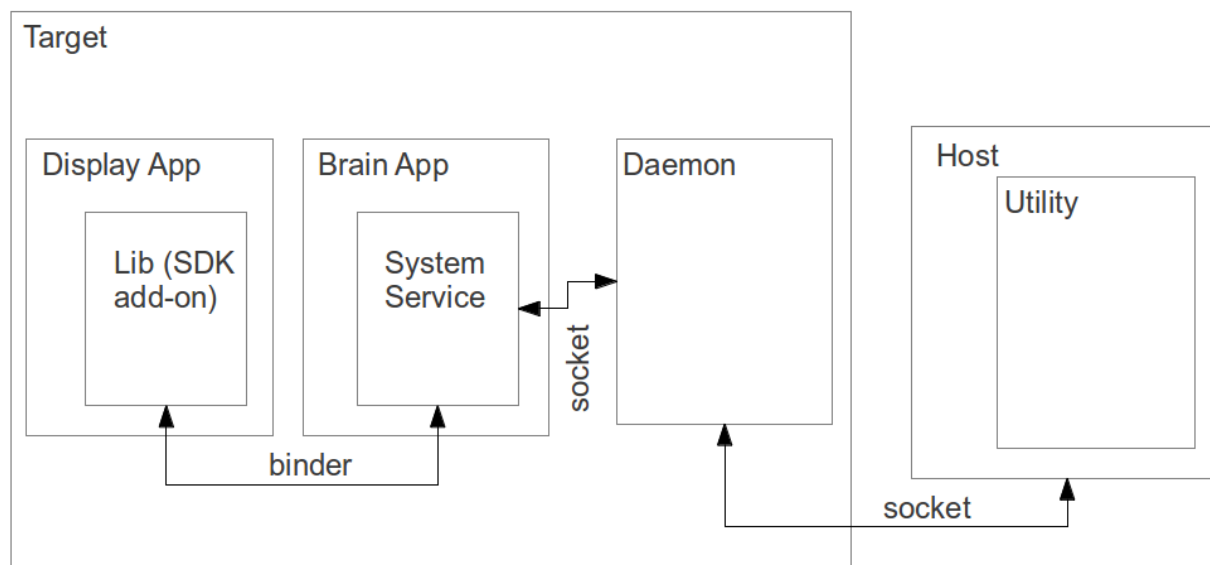 Target
Display App
Brain App
Daemon
Host
Utility
Lib (SDK
add-on)
System
Service
socket
binder
socket